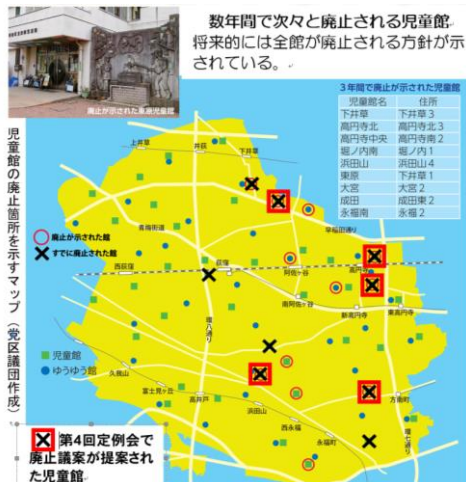 数年間で次々と廃止される児童館
将来的には全館が廃止される方針が示されている。
廃止が示された東原児童館
3年間で廃止が示された児童館
児童館名 住所
下井草 下井草3
高円寺北 高円寺北3
高円寺中央 高円寺南2
堀ノ内南 堀ノ内1
浜田山 浜田山4
東原 下井草1
大宮 大宮2
成田 成田東2
永福南 永福2
児童館の廃止箇所を示すマップ（党区議団作成）
上井草
井荻
下井草
廃止が示された館
すでに廃止された館
青梅街道
早稲田通り
西荻窪
荻窪
阿佐ヶ谷
高円寺
南阿佐ヶ谷
新高円寺
東高円寺
環八通り
児童館
ゆうゆう館
久我山
富士見ヶ丘
高井戸
浜田山
西永福
永福町
方南町
環七通り
第4回定例会で
廃止議案が提案され
た児童館